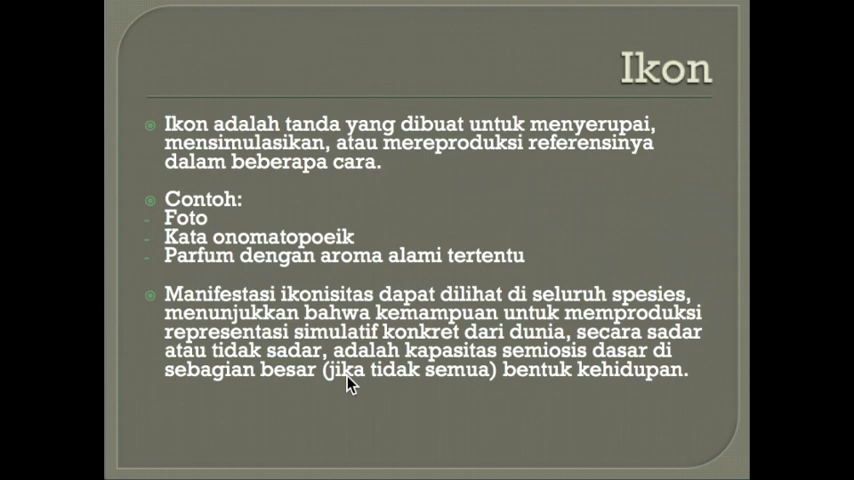 Ikon
Ikon adalah tanda yang dibuat untuk menyerupai,
mensimulasikan, atau mereproduksi referensinya
dalam beberapa cara.
Contoh:
- Foto
- Kata onomatopoeik
- Parfum dengan aroma alami tertentu
Manifestasi ikonisitas dapat dilihat di seluruh spesies,
menunjukkan bahwa kemampuan untuk memproduksi
representasi simulatif konkret dari dunia, secara sadar
atau tidak sadar, adalah kapasitas semiosis dasar di
sebagian besar (jika tidak semua) bentuk kehidupan.